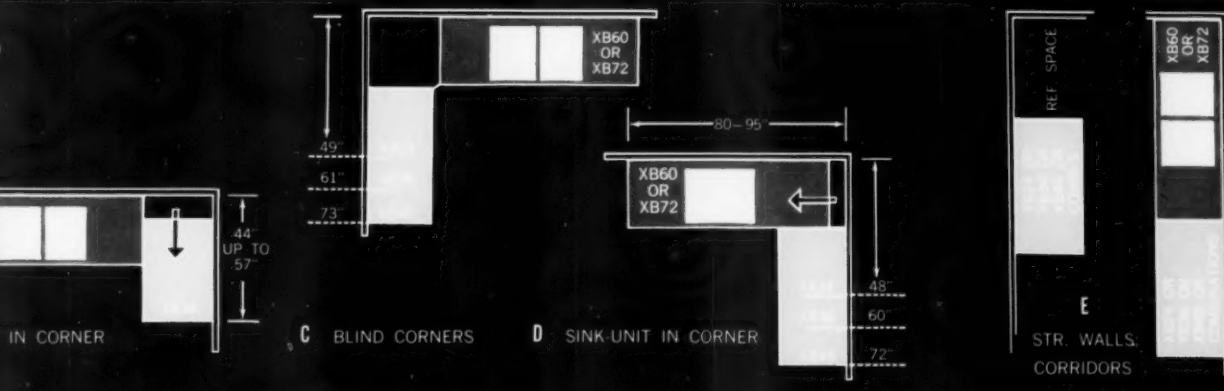 44"
UP TO
57"
IN CORNER
XB60
OR
XB72
49"
61"
73"
C BLIND CORNERS
80–95"
XB60
OR
XB72
48"
60"
72"
D SINK-UNIT IN CORNER
REF SPACE
E
STR. WALLS:
CORRIDORS
XB60
OR
XB72